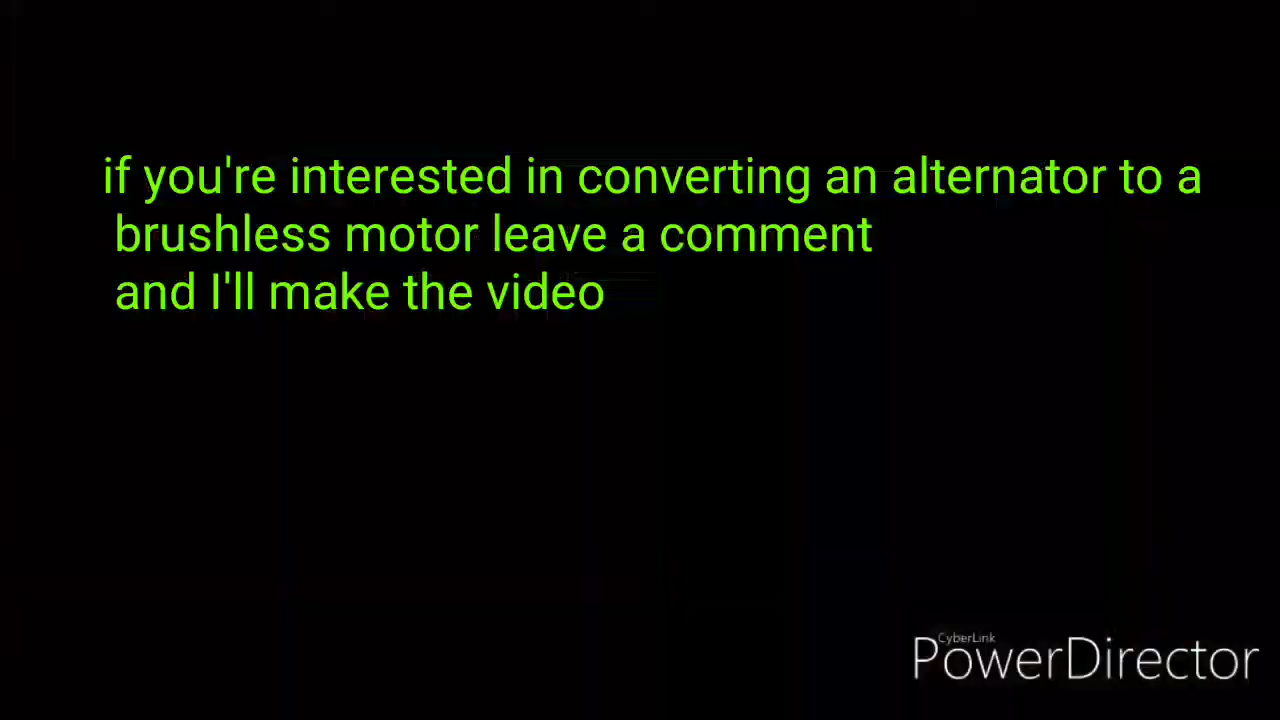 if you're interested in converting an alternator to a
brushless motor leave a comment
and I'll make the video
CyberLink
PowerDirector